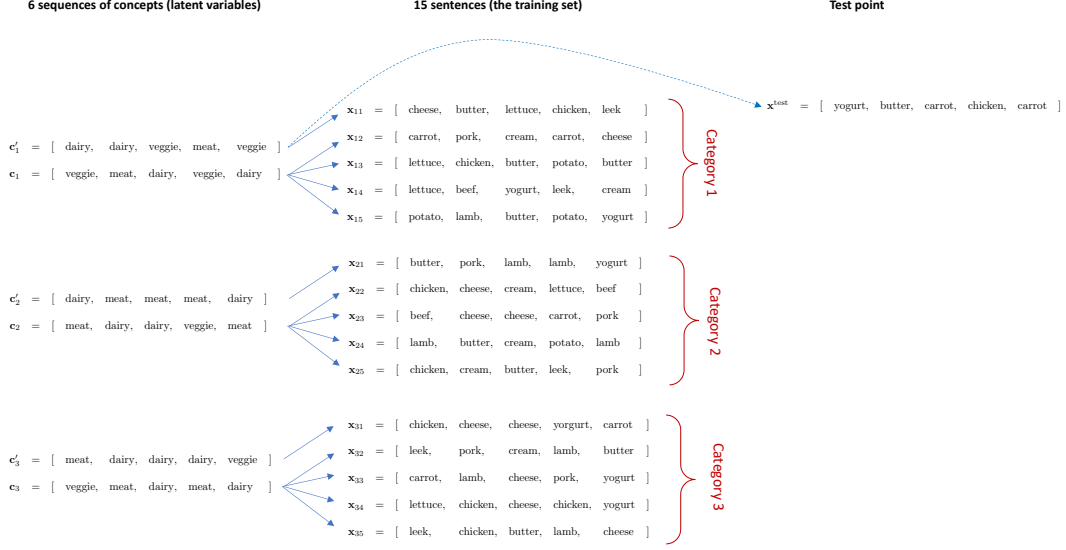 6 sequences of concepts (latent variables) 15 sentences (the training set) Test point
x11 = [ cheese, butter, lettuce, chicken, leek ]
x^test = [ yogurt, butter, carrot, chicken, carrot ]
x12 = [ carrot, pork, cream, carrot, cheese ]
c′1 = [ dairy, dairy, veggie, meat, veggie ]
x13 = [ lettuce, chicken, butter, potato, butter ]
c1 = [ veggie, meat, dairy, veggie, dairy ]
x14 = [ lettuce, beef, yogurt, leek, cream ]
x15 = [ potato, lamb, butter, potato, yogurt ]
Category 1
x21 = [ butter, pork, lamb, lamb, yogurt ]
x22 = [ chicken, cheese, cream, lettuce, beef ]
c′2 = [ dairy, meat, meat, meat, dairy ]
x23 = [ beef, cheese, cheese, carrot, pork ]
c2 = [ meat, dairy, dairy, veggie, meat ]
x24 = [ lamb, butter, cream, potato, lamb ]
x25 = [ chicken, cream, butter, leek, pork ]
Category 2
x31 = [ chicken, cheese, cheese, yorgurt, carrot ]
x32 = [ leek, pork, cream, lamb, butter ]
c′3 = [ meat, dairy, dairy, dairy, veggie ]
x33 = [ carrot, lamb, cheese, pork, yogurt ]
c3 = [ veggie, meat, dairy, meat, dairy ]
x34 = [ lettuce, chicken, cheese, chicken, yogurt ]
x35 = [ leek, chicken, butter, lamb, cheese ]
Category 3